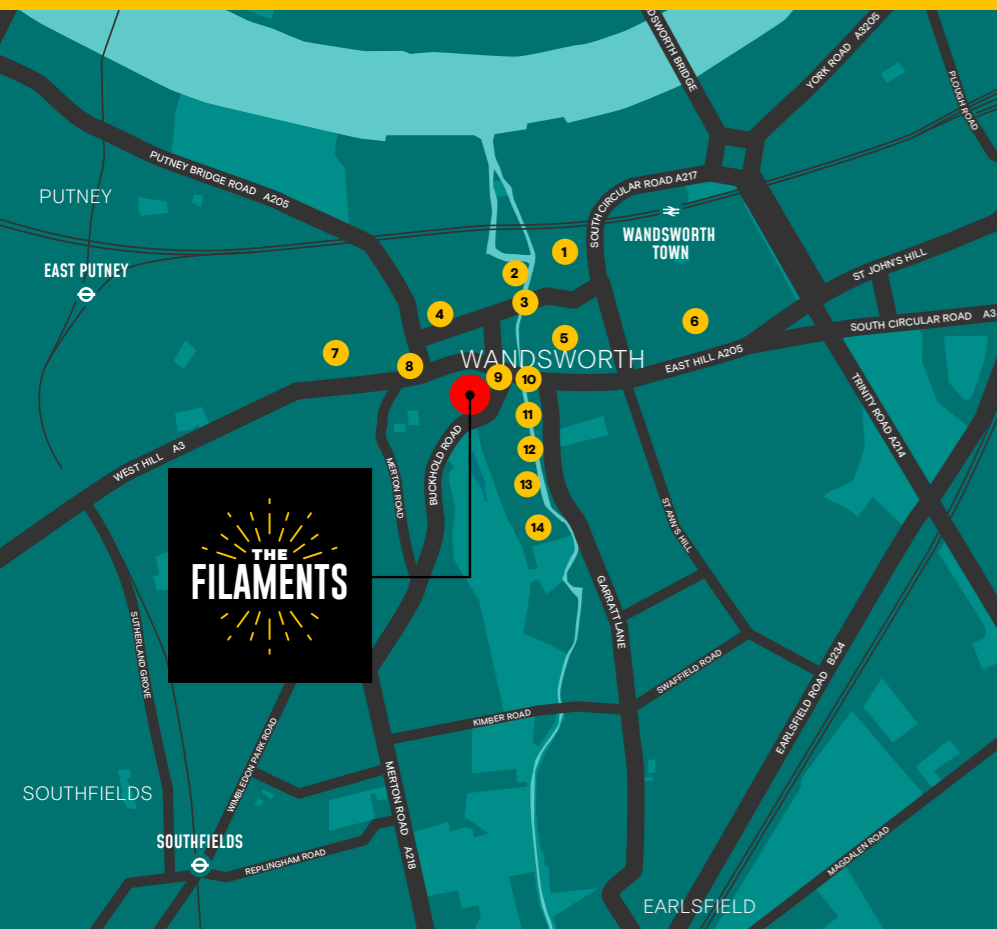 DSWORTH BRIDGE
YORK ROAD A3205
PLOUGH ROAD
PUTNEY BRIDGE ROAD A205
PUTNEY
SOUTH CIRCULAR ROAD A217
WANDSWORTH
TOWN
EAST PUTNEY
1
2
3
4
5
6
7
8
ST JOHN'S HILL
SOUTH CIRCULAR ROAD A3
EAST HILL A205
WANDSWORTH
9
10
11
12
13
14
TRINITY ROAD A214
WEST HILL A3
MERTON ROAD
BUCKHOLD ROAD
ST ANN'S HILL
THE
FILAMENTS
GARRATT LANE
SUTHERLAND GROVE
SWAFFIELD ROAD
EARLSFIELD ROAD B234
KIMBER ROAD
WIMBLEDON PARK ROAD
MERTON ROAD A218
SOUTHFIELDS
SOUTHFIELDS
REPLINGHAM ROAD
MAGDALEN ROAD
EARLSFIELD